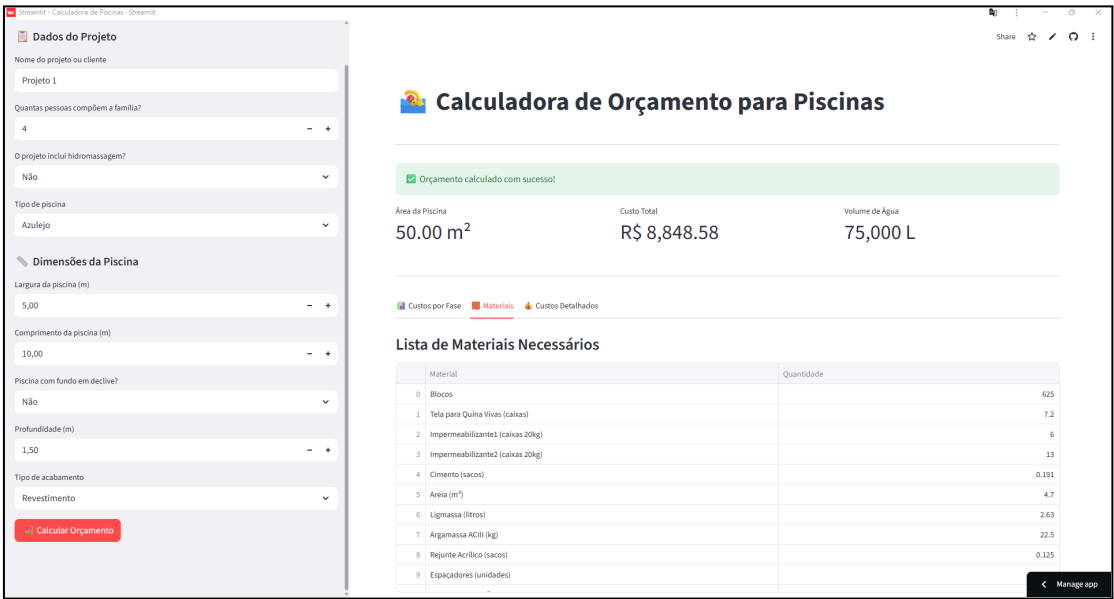 Streamlit - Calculadora de Piscinas · Streamlit
Dados do Projeto
Nome do projeto ou cliente
Projeto 1
Quantas pessoas compõem a família?
4
O projeto inclui hidromassagem?
Não
Tipo de piscina
Azulejo
Dimensões da Piscina
Largura da piscina (m)
5,00
Comprimento da piscina (m)
10,00
Piscina com fundo em declive?
Não
Profundidade (m)
1,50
Tipo de acabamento
Revestimento
Calcular Orçamento
Share
Calculadora de Orçamento para Piscinas
Orçamento calculado com sucesso!
Área da Piscina Custo Total Volume de Água
50.00 m² R$ 8,848.58 75,000 L
Custos por Fase Materiais Custos Detalhados
Lista de Materiais Necessários
Material Quantidade
0 Blocos 625
1 Tela para Quina Vivas (caixas) 7.2
2 Impermeabilizante1 (caixas 20kg) 6
3 Impermeabilizante2 (caixas 20kg) 13
4 Cimento (sacos) 0.191
5 Areia (m³) 4.7
6 Ligmassa (litros) 2.63
7 Argamassa ACIII (kg) 22.5
8 Rejunte Acrílico (sacos) 0.125
9 Espaçadores (unidades)
Manage app